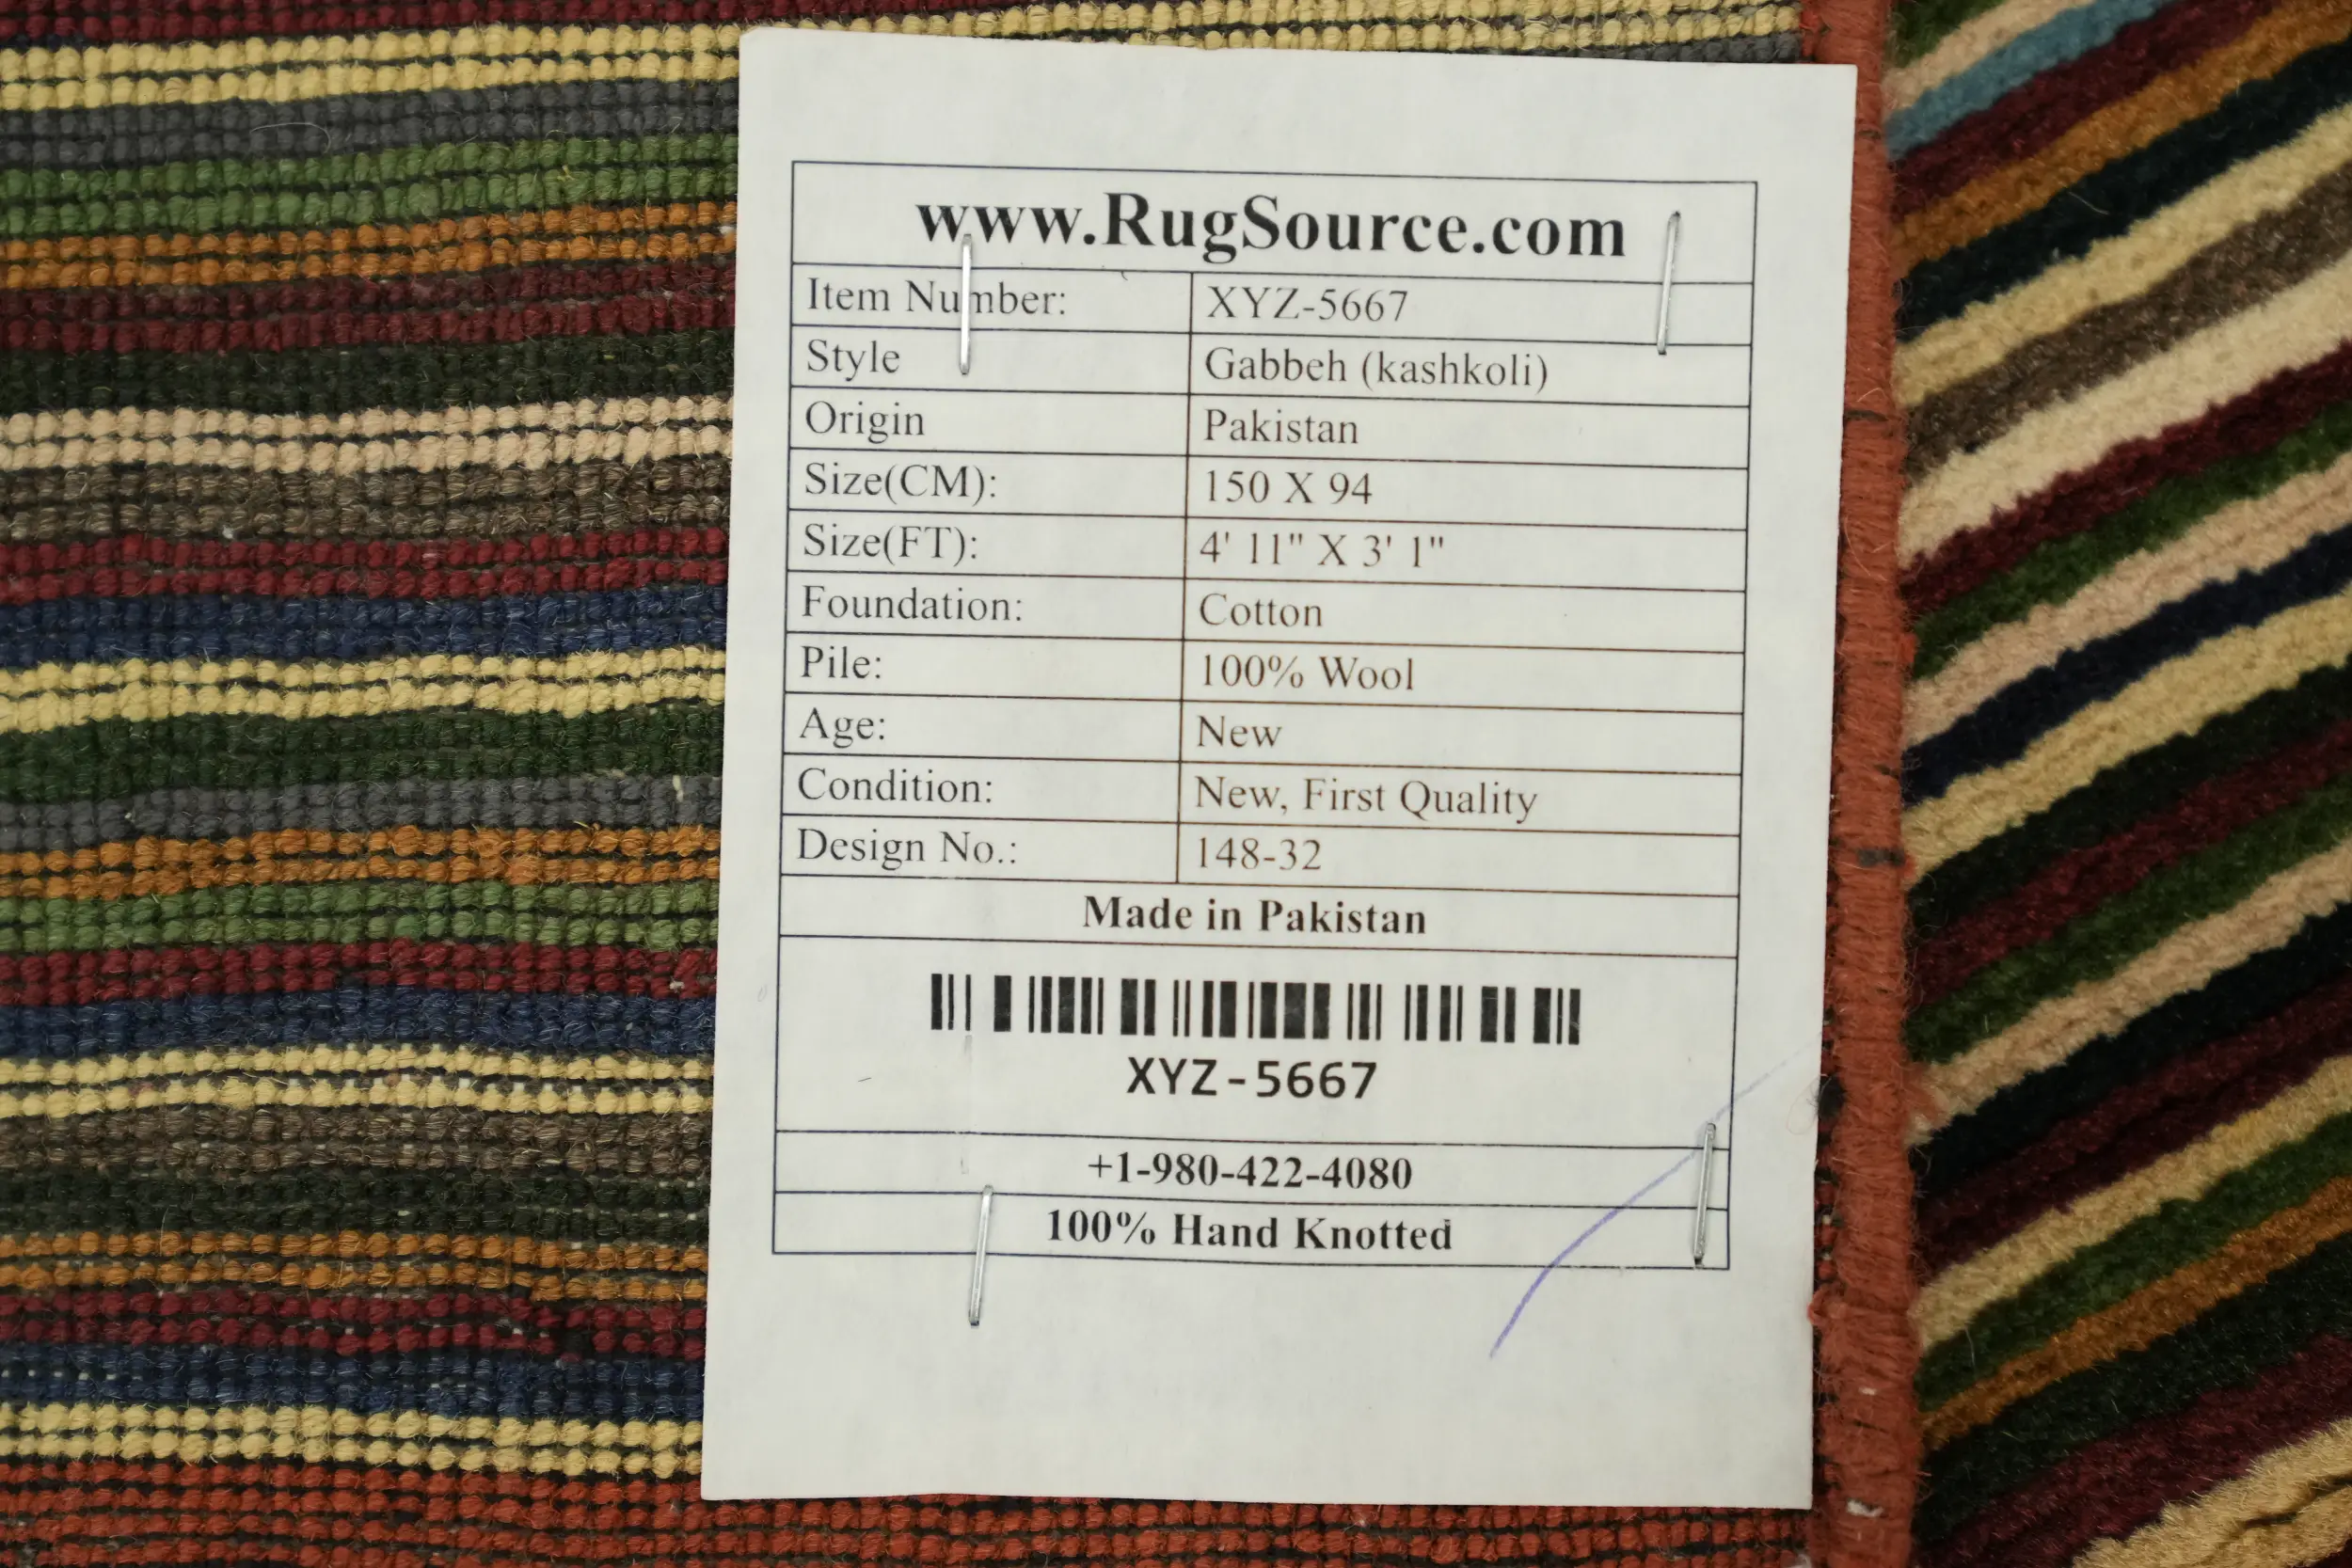 www.RugSource.com
Item Number: XYZ-5667
Style Gabbeh (kashkoli)
Origin Pakistan
Size(CM): 150 X 94
Size(FT): 4' 11" X 3' 1"
Foundation: Cotton
Pile: 100% Wool
Age: New
Condition: New, First Quality
Design No.: 148-32
Made in Pakistan
XYZ-5667
+1-980-422-4080
100% Hand Knotted